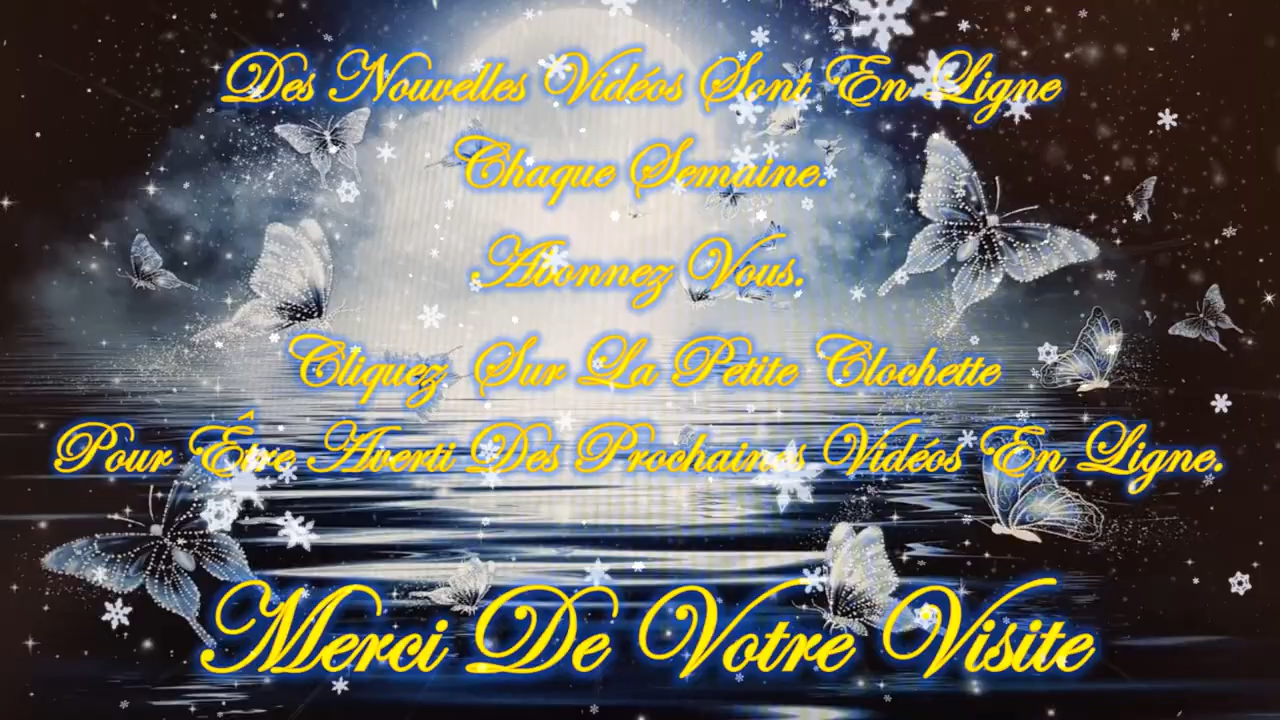 Des Nouvelles Vidéos Sont En Ligne
Chaque Semaine.
Abonnez Vous.
Cliquez Sur La Petite Clochette
Pour Être Averti Des Prochaines Vidéos En Ligne.
Merci De Votre Visite